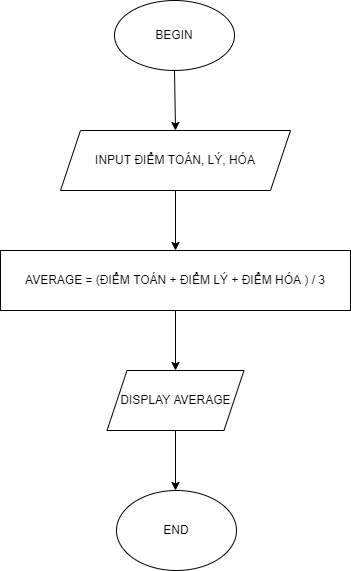 BEGIN
INPUT ĐIỂM TOÁN, LÝ, HÓA
AVERAGE = (ĐIỂM TOÁN + ĐIỂM LÝ + ĐIỂM HÓA ) / 3
DISPLAY AVERAGE
END